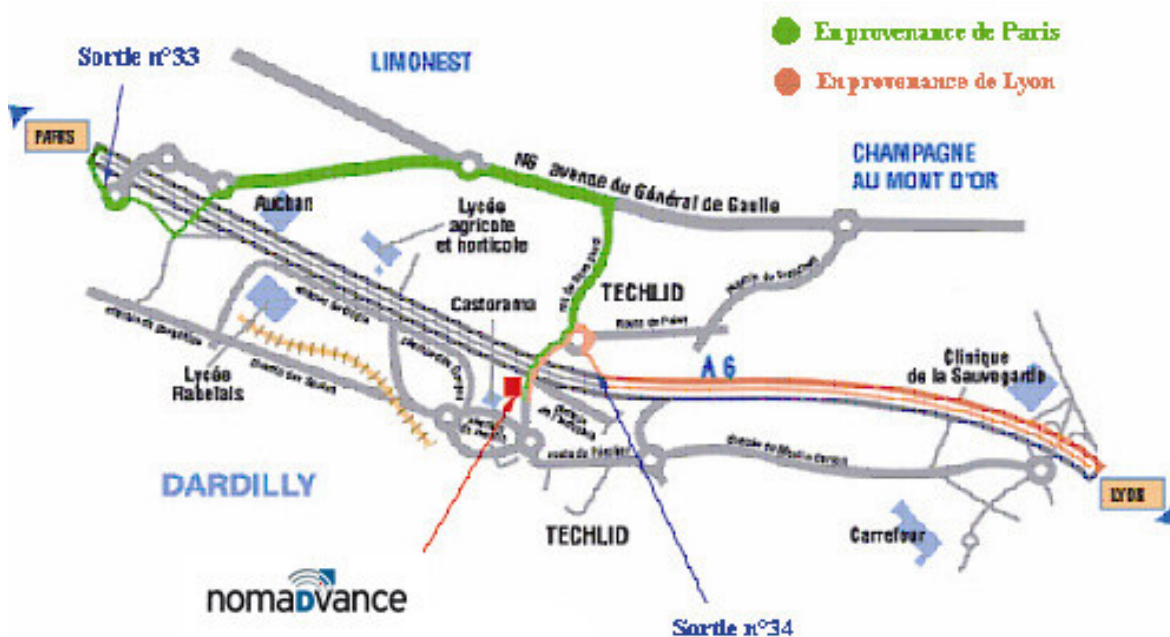 En provenance de Paris
En provenance de Lyon
Sortie n°33
LIMONEST
PARIS
N6 avenue du Général de Gaulle
CHAMPAGNE
AU MONT D'OR
Auchan
Lycée
agricole
et horticole
TECHLID
Castorama
A 6
Clinique
de la Sauvegarde
Lycée
Rabelais
DARDILLY
LYON
TECHLID
Carrefour
nomaDvance
Sortie n°34